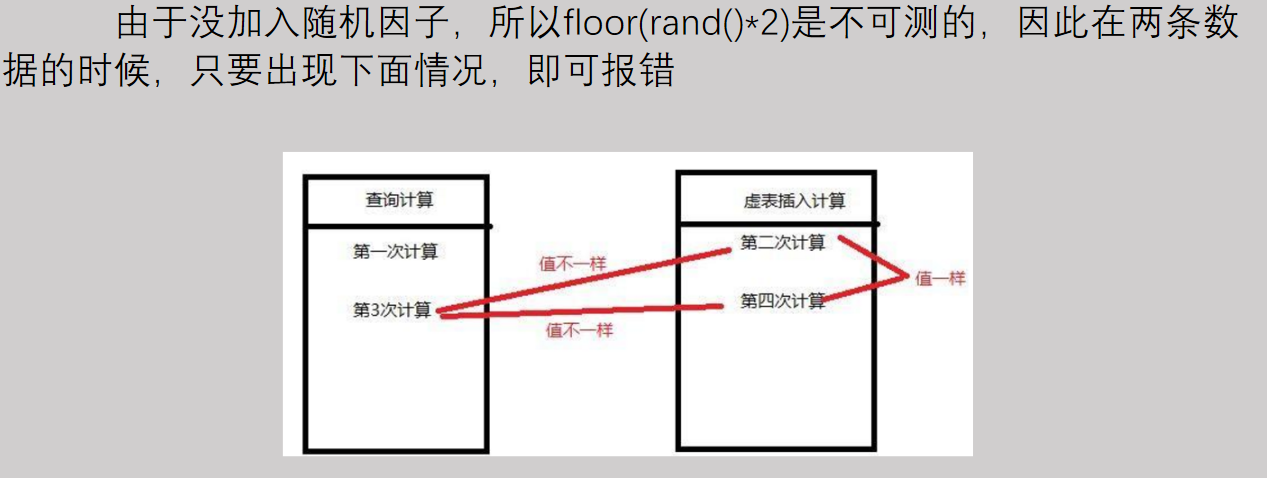 由于没加入随机因子，所以floor(rand()*2)是不可测的，因此在两条数
据的时候，只要出现下面情况，即可报错
查询计算
虚表插入计算
第一次计算
第二次计算
值不一样
值一样
第3次计算
第四次计算
值不一样